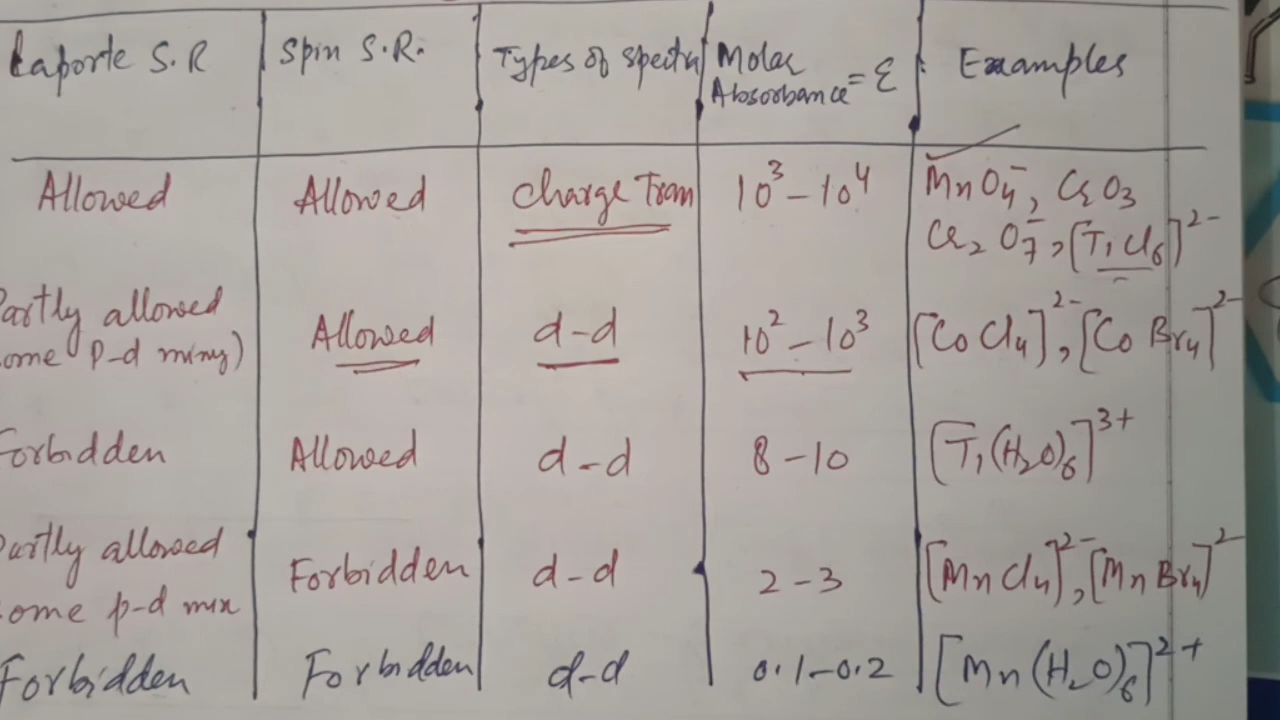 Laporte S.R | Spin S.R. | Types of spectra | Molar Absorbance = ε | Examples
Allowed | Allowed | Charge Tran | 10³ – 10⁴ | MnO₄⁻, CrO₃
Cr₂O₇⁻, [TiCl₆]²⁻
Partly allowed | Allowed | d–d | 10² – 10³ | [CoCl₄]²⁻, [CoBr₄]²⁻
ome p–d mixing)
Forbidden | Allowed | d–d | 8 – 10 | [Ti(H₂O)₆]³⁺
Partly allowed | Forbidden | d–d | 2 – 3 | [MnCl₄]²⁻, [MnBr₄]²⁻
ome p–d mix
Forbidden | Forbidden | d–d | 0.1–0.2 | [Mn(H₂O)₆]²⁺